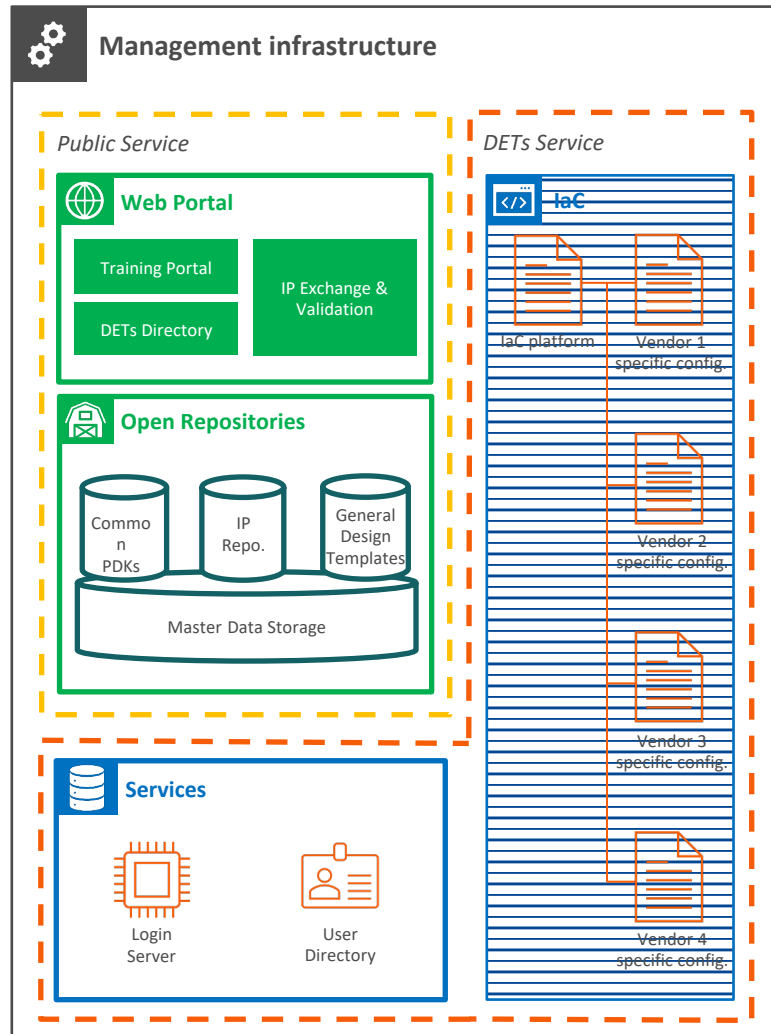 Management infrastructure
Public Service
Web Portal
Training Portal
DETs Directory
IP Exchange &
Validation
Open Repositories
Commo
n
PDKs
IP
Repo.
General
Design
Templates
Master Data Storage
Services
Login
Server
User
Directory
DETs Service
</>
IaC
IaC platform
Vendor 1
specific config.
Vendor 2
specific config.
Vendor 3
specific config.
Vendor 4
specific config.